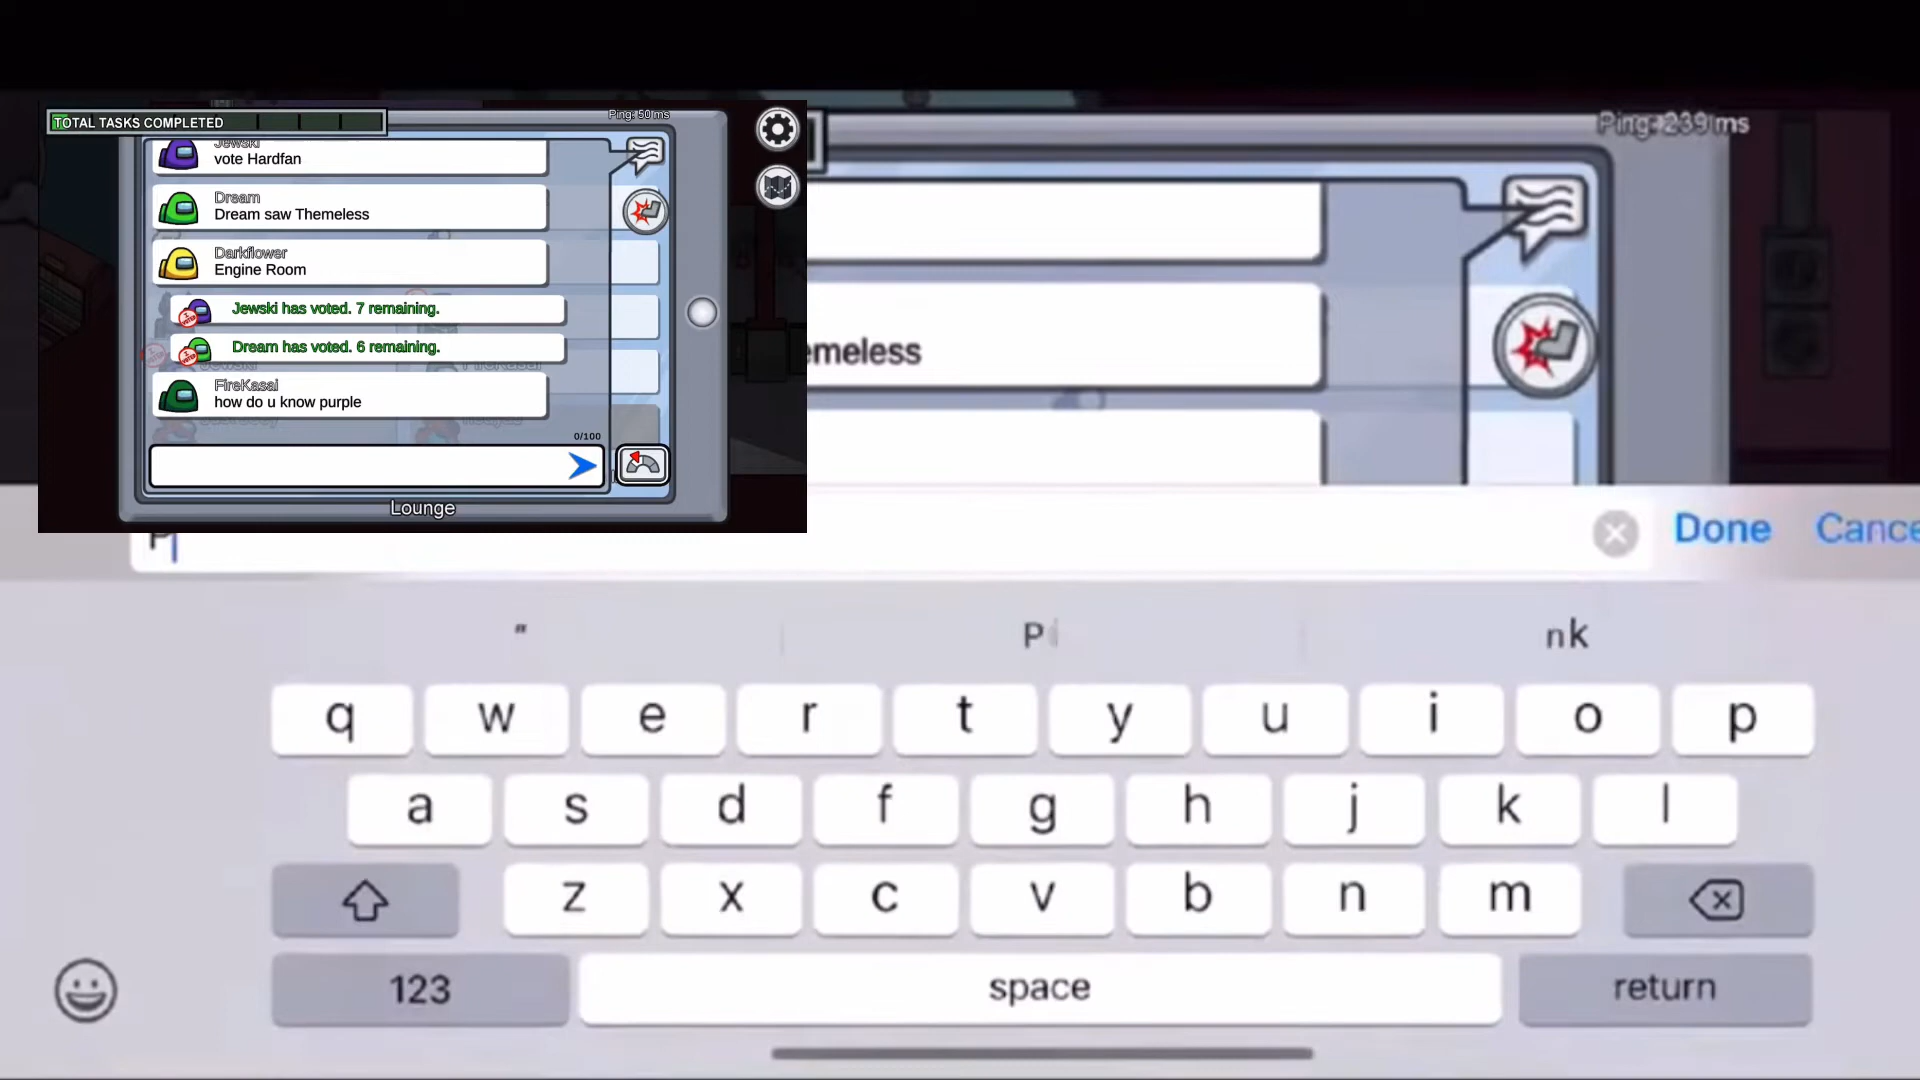 TOTAL TASKS COMPLETED
Ping: 50 ms
Ping: 239 ms
Jewski
vote Hardfan
Dream
Dream saw Themeless
Darkflower
Engine Room
Jewski has voted. 7 remaining.
Dream has voted. 6 remaining.
FireKasai
how do u know purple
0/100
Lounge
emeless
P
Done Cance
" P nk
q w e r t y u i o p
a s d f g h j k l
z x c v b n m
123 space return